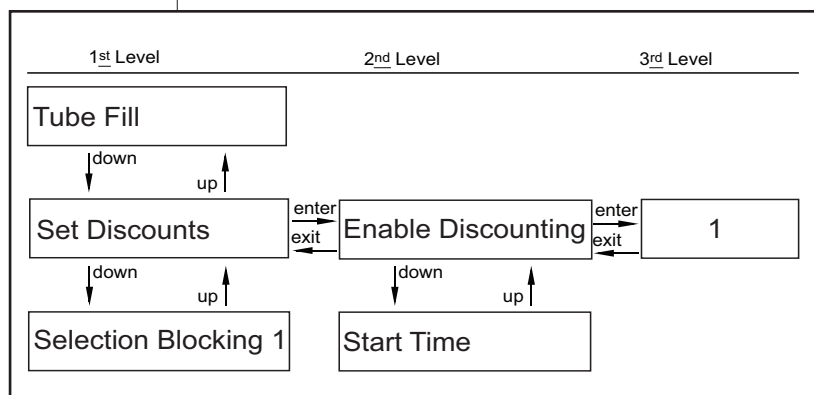 1st Level 2nd Level 3rd Level
Tube Fill
down
up
Set Discounts
enter
exit
Enable Discounting
enter
exit
1
down
up
down
up
Selection Blocking 1
Start Time